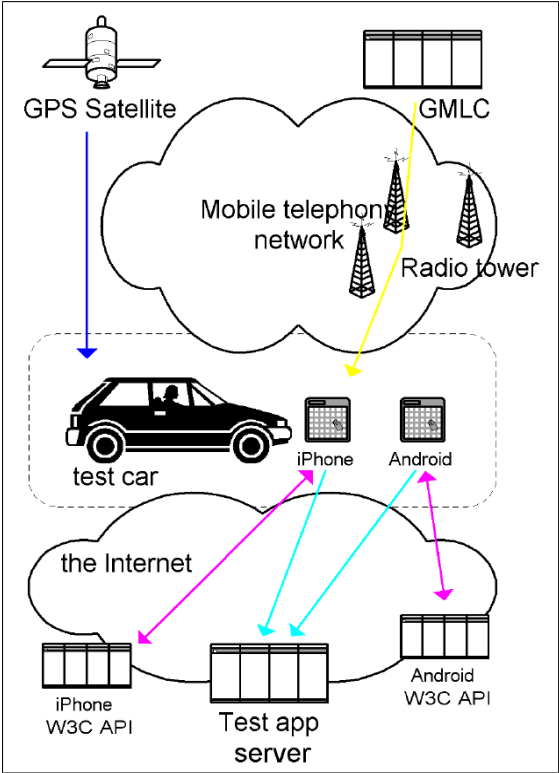 GPS Satellite
GMLC
Mobile telephony
network
Radio tower
iPhone
Android
test car
the Internet
iPhone
W3C API
Test app
server
Android
W3C API